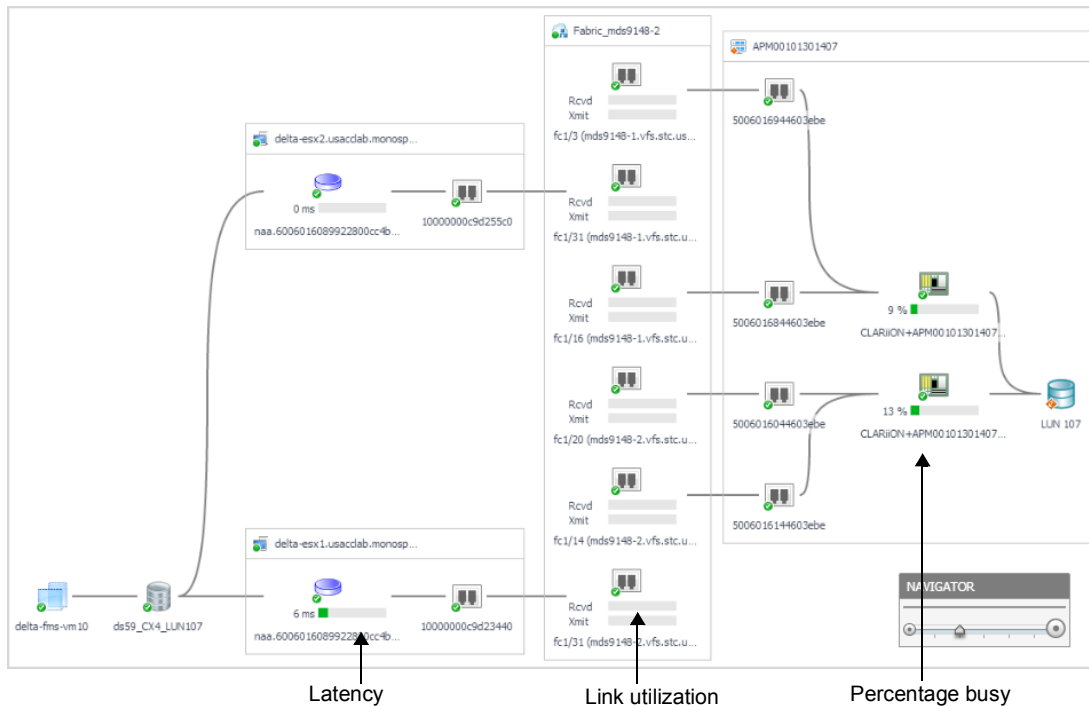 Fabric_mds9148-2
Rcvd
Xmit
fc1/3 (mds9148-1.vfs.stc.us...
Rcvd
Xmit
fc1/31 (mds9148-1.vfs.stc.u...
Rcvd
Xmit
fc1/16 (mds9148-1.vfs.stc.u...
Rcvd
Xmit
fc1/20 (mds9148-2.vfs.stc.u...
Rcvd
Xmit
fc1/14 (mds9148-2.vfs.stc.u...
Rcvd
Xmit
fc1/31 (mds9148-2.vfs.stc.u...
APM00101301407
5006016944603ebe
5006016844603ebe
5006016044603ebe
5006016144603ebe
9 %
CLARiiON+APM00101301407...
13 %
CLARiiON+APM00101301407...
LUN 107
delta-esx2.usacclab.monosp...
0 ms
naa.6006016089922800cc4b...
10000000c9d255c0
delta-esx1.usacclab.monosp...
6 ms
naa.6006016089922800cc4b...
10000000c9d23440
delta-fms-vm10
ds59_CX4_LUN107
NAVIGATOR
Latency
Link utilization
Percentage busy